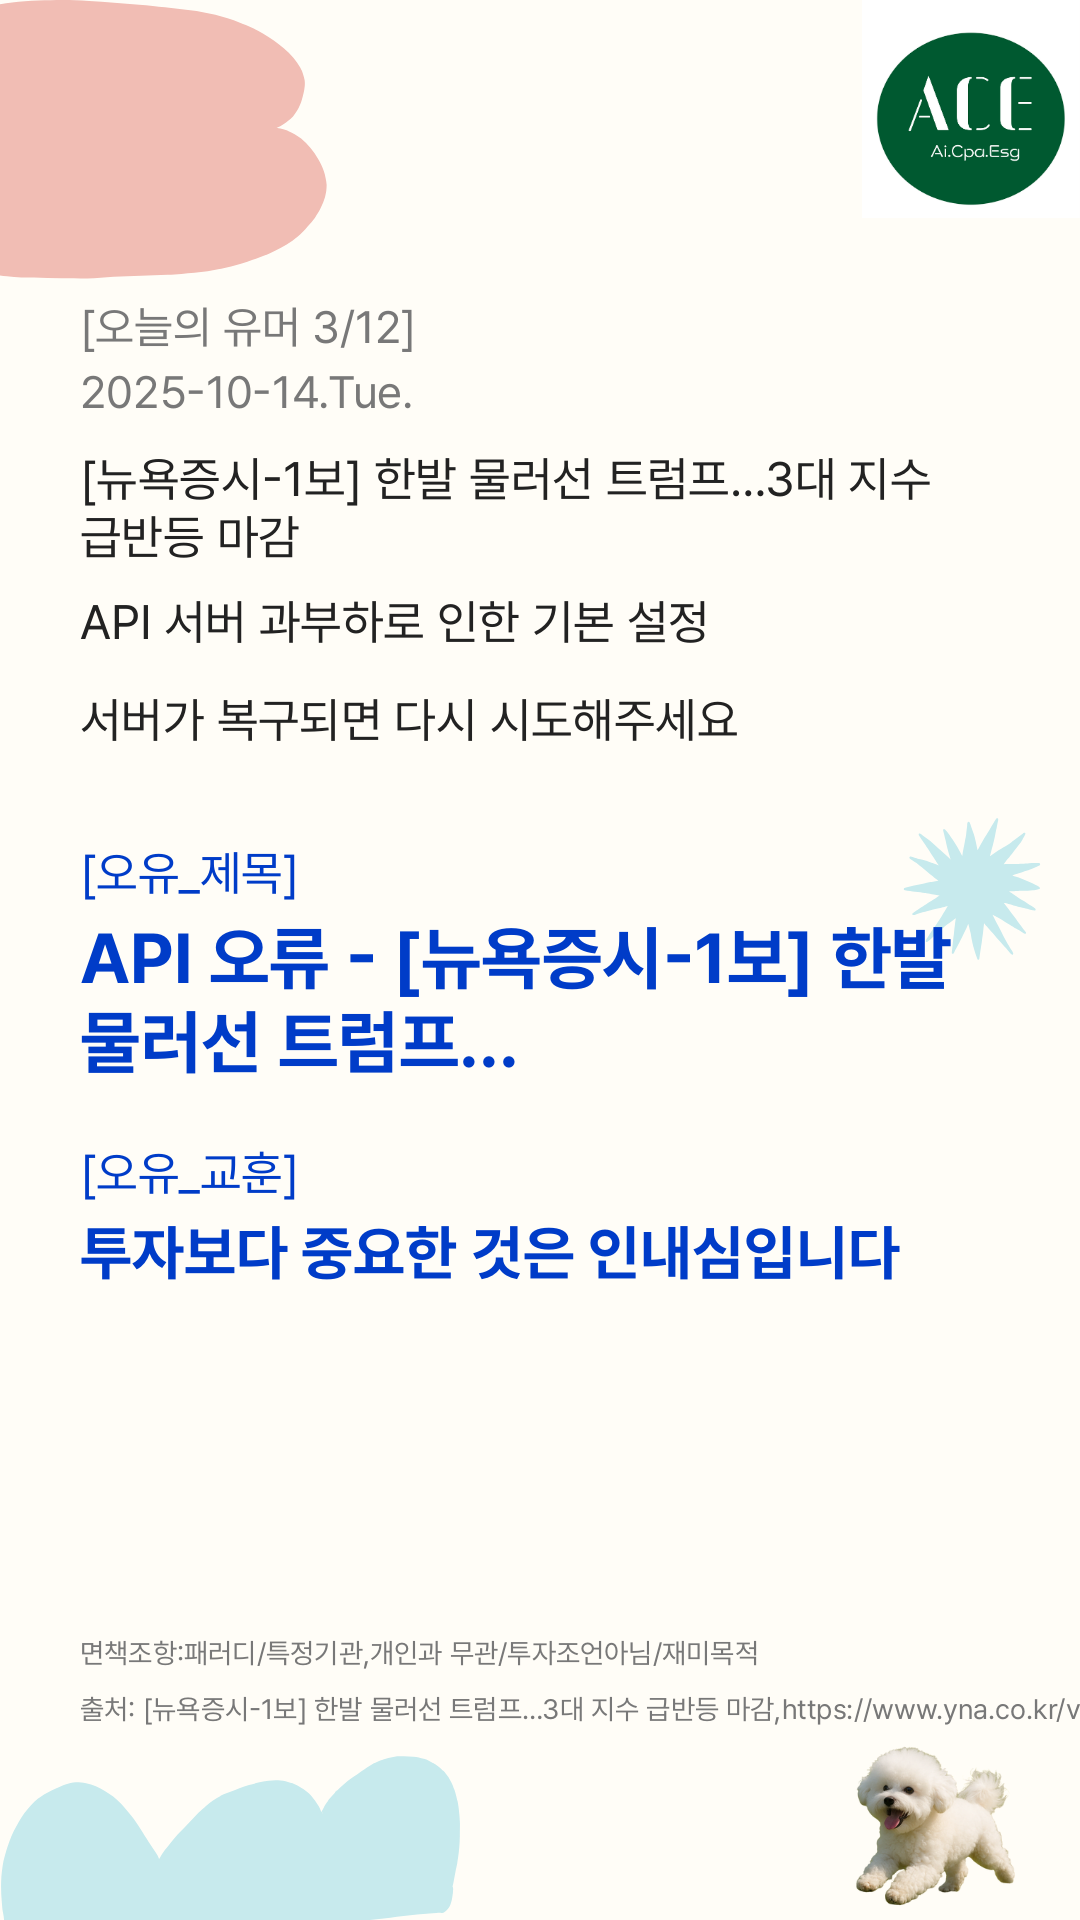 ACE
Ai.Cpa.Esg
[오늘의 유머 3/12]
2025-10-14.Tue.
[뉴욕증시-1보] 한발 물러선 트럼프...3대 지수
급반등 마감
API 서버 과부하로 인한 기본 설정
서버가 복구되면 다시 시도해주세요
[오유_제목]
API 오류 - [뉴욕증시-1보] 한발
물러선 트럼프...
[오유_교훈]
투자보다 중요한 것은 인내심입니다
면책조항:패러디/특정기관,개인과 무관/투자조언아님/재미목적
출처: [뉴욕증시-1보] 한발 물러선 트럼프...3대 지수 급반등 마감,https://www.yna.co.kr/v